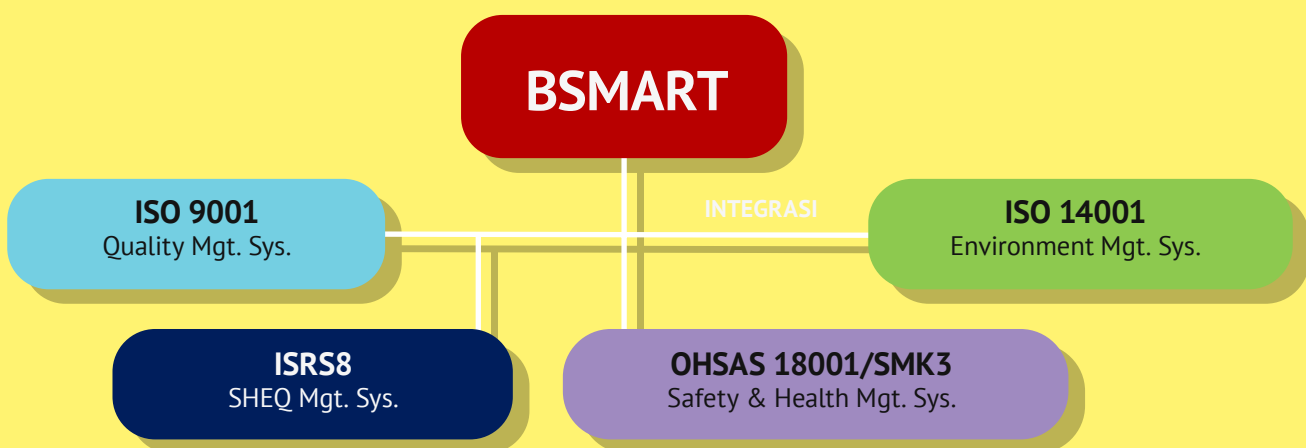 BSMART
INTEGRASI
ISO 9001
Quality Mgt. Sys.
ISO 14001
Environment Mgt. Sys.
ISRS8
SHEQ Mgt. Sys.
OHSAS 18001/SMK3
Safety & Health Mgt. Sys.